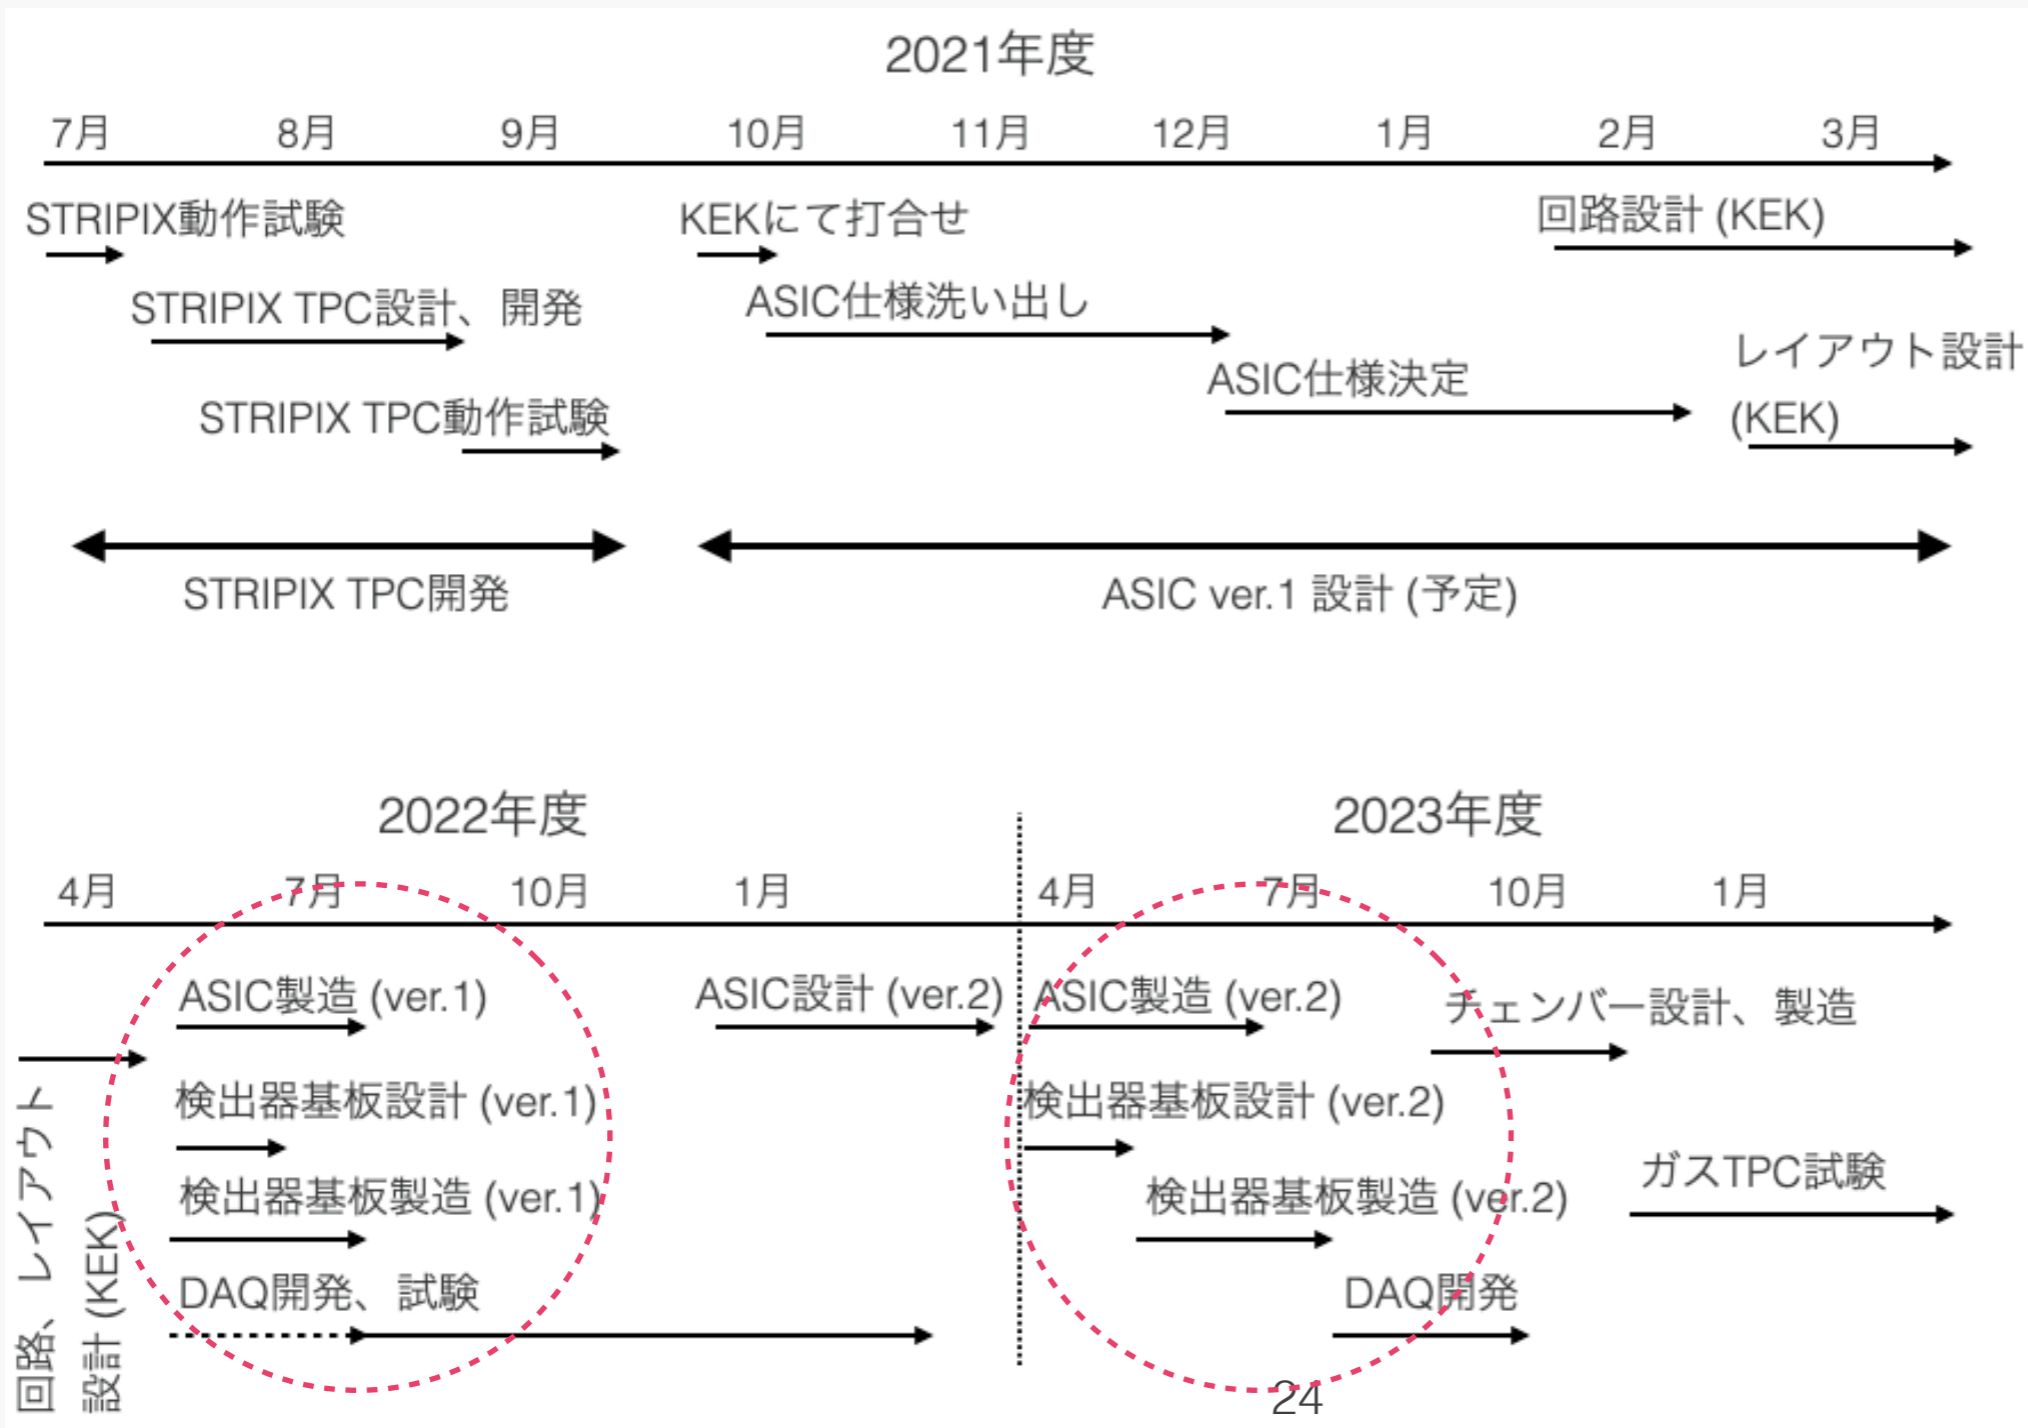 2021年度
7月 8月 9月 10月 11月 12月 1月 2月 3月
STRIPIX動作試験
KEKにて打合せ
回路設計 (KEK)
STRIPIX TPC設計、開発
ASIC仕様洗い出し
レイアウト設計
(KEK)
ASIC仕様決定
STRIPIX TPC動作試験
STRIPIX TPC開発
ASIC ver.1 設計 (予定)
2022年度
2023年度
4月 7月 10月 1月 4月 7月 10月 1月
ASIC製造 (ver.1)
ASIC設計 (ver.2)
ASIC製造 (ver.2)
チェンバー設計、製造
回路、レイアウト
設計 (KEK)
検出器基板設計 (ver.1)
検出器基板設計 (ver.2)
検出器基板製造 (ver.1)
検出器基板製造 (ver.2)
ガスTPC試験
DAQ開発、試験
DAQ開発
24